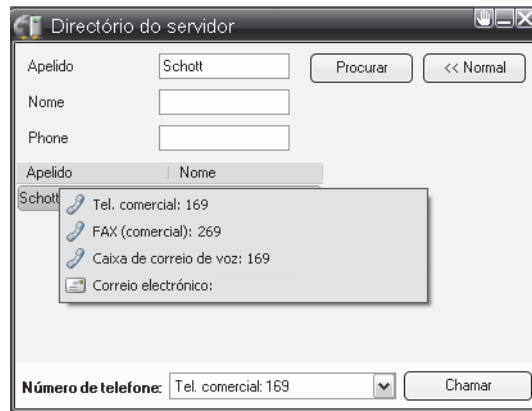 Directório do servidor
Apelido Schott Procurar << Normal
Nome
Phone
Apelido Nome
Schott
Tel. comercial: 169
FAX (comercial): 269
Caixa de correio de voz: 169
Correio electrónico:
Número de telefone: Tel. comercial: 169 Chamar